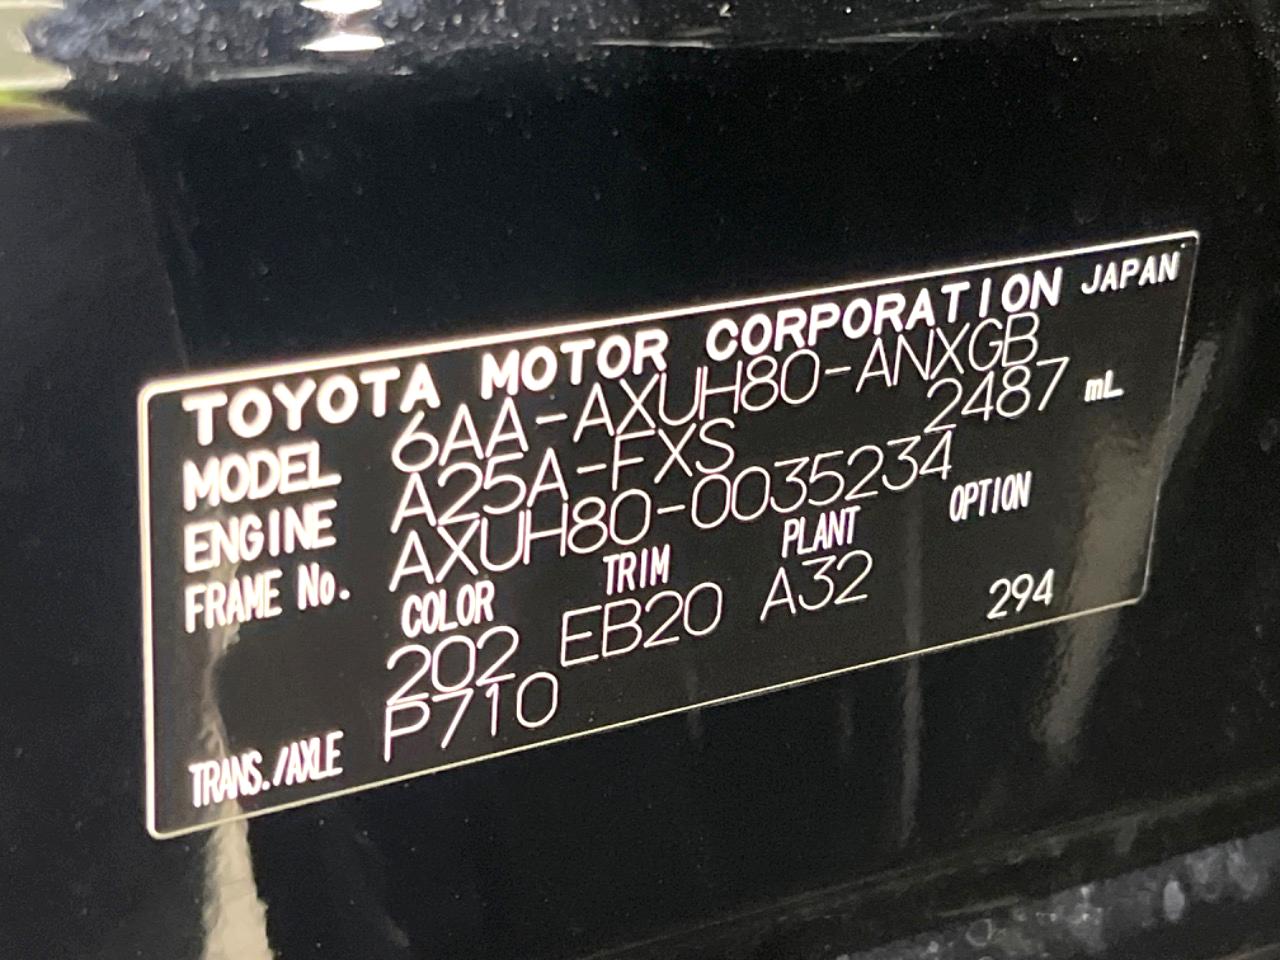 TOYOTA MOTOR CORPORATION JAPAN
MODEL 6AA-AXUH80-ANXGB
ENGINE A25A-FXS 2487 mL
FRAME No. AXUH80-0035234
COLOR TRIM PLANT OPTION
202 EB20 A32 294
TRANS./AXLE P710